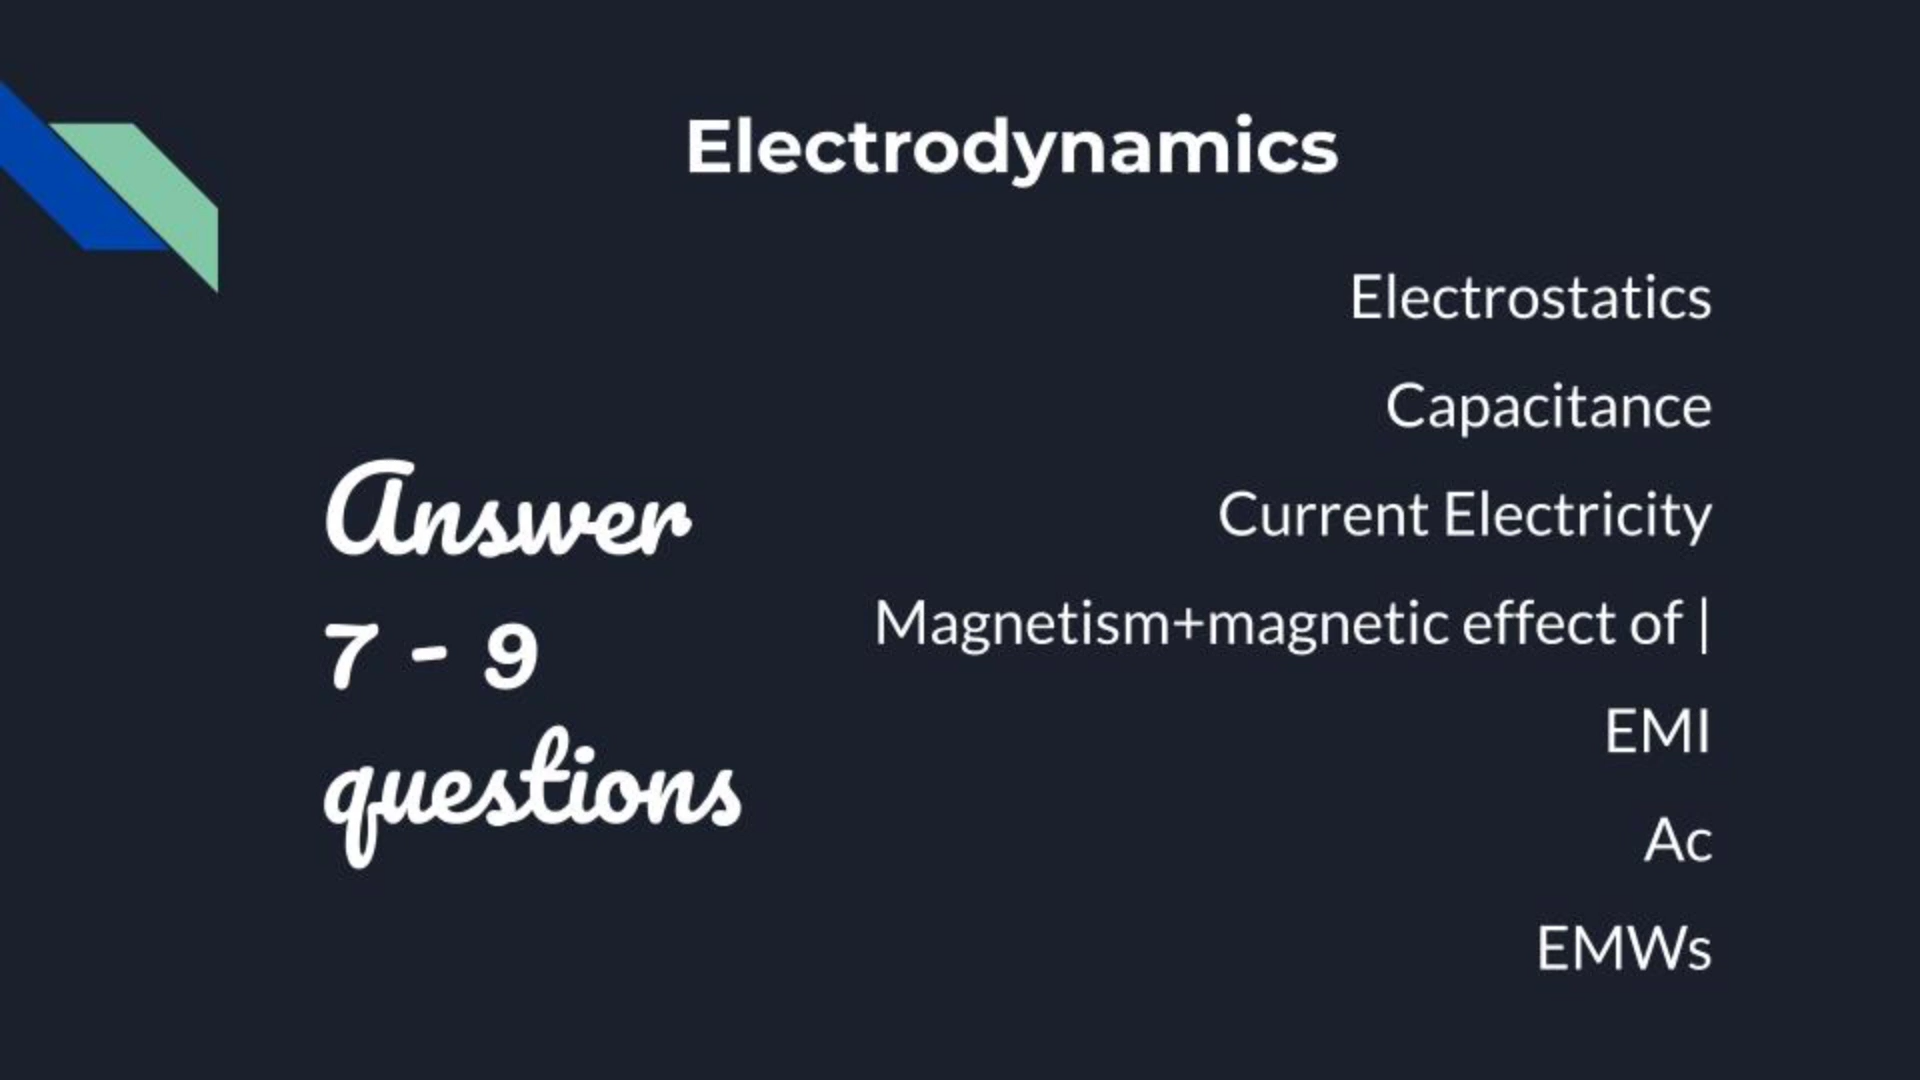 Electrodynamics
Answer
7 - 9
questions
Electrostatics
Capacitance
Current Electricity
Magnetism+magnetic effect of |
EMI
Ac
EMWs